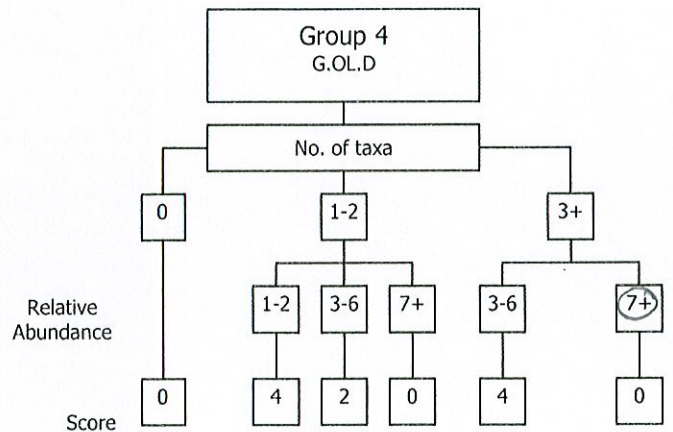 Group 4
G.OL.D
No. of taxa
0 1-2 3+
Relative
Abundance
1-2 3-6 7+ 3-6 7+
Score
0 4 2 0 4 0